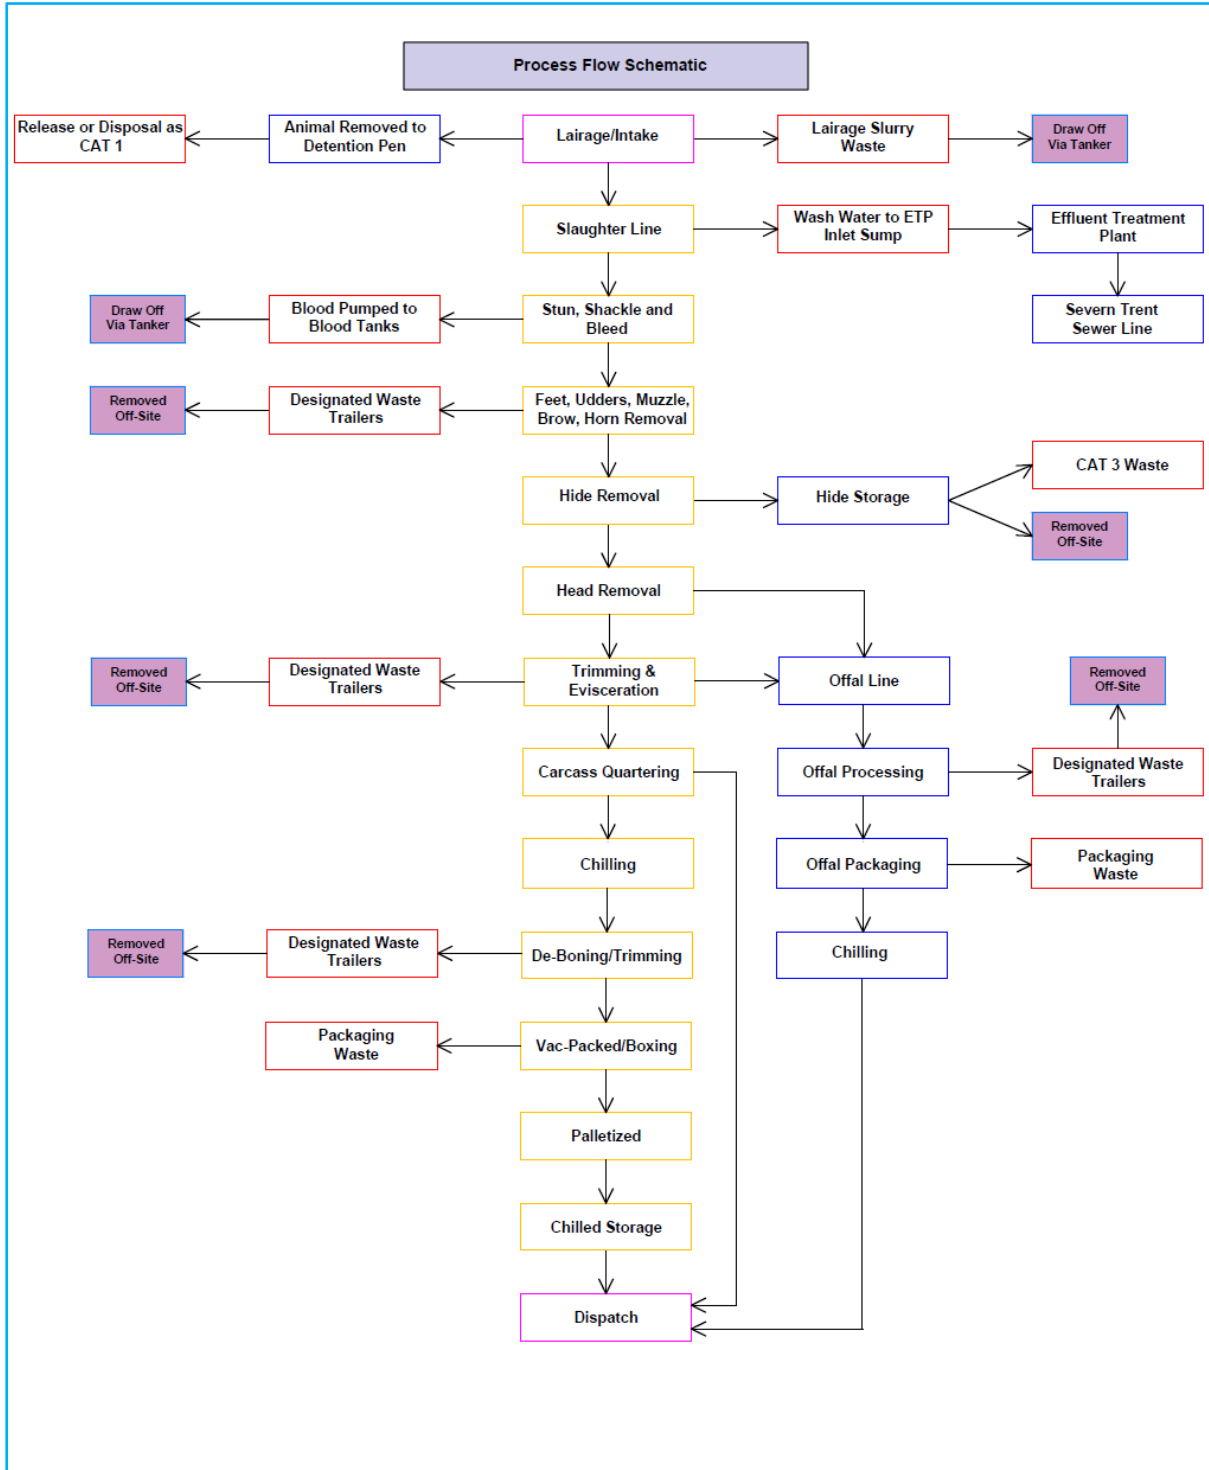 Process Flow Schematic
Release or Disposal as
CAT 1
Animal Removed to
Detention Pen
Lairage/Intake
Lairage Slurry
Waste
Draw Off
Via Tanker
Slaughter Line
Wash Water to ETP
Inlet Sump
Effluent Treatment
Plant
Draw Off
Via Tanker
Blood Pumped to
Blood Tanks
Stun, Shackle and
Bleed
Severn Trent
Sewer Line
Removed
Off-Site
Designated Waste
Trailers
Feet, Udders, Muzzle,
Brow, Horn Removal
Hide Removal
Hide Storage
CAT 3 Waste
Removed
Off-Site
Head Removal
Removed
Off-Site
Designated Waste
Trailers
Trimming &
Evisceration
Offal Line
Removed
Off-Site
Carcass Quartering
Offal Processing
Designated Waste
Trailers
Chilling
Offal Packaging
Packaging
Waste
Removed
Off-Site
Designated Waste
Trailers
De-Boning/Trimming
Chilling
Packaging
Waste
Vac-Packed/Boxing
Palletized
Chilled Storage
Dispatch